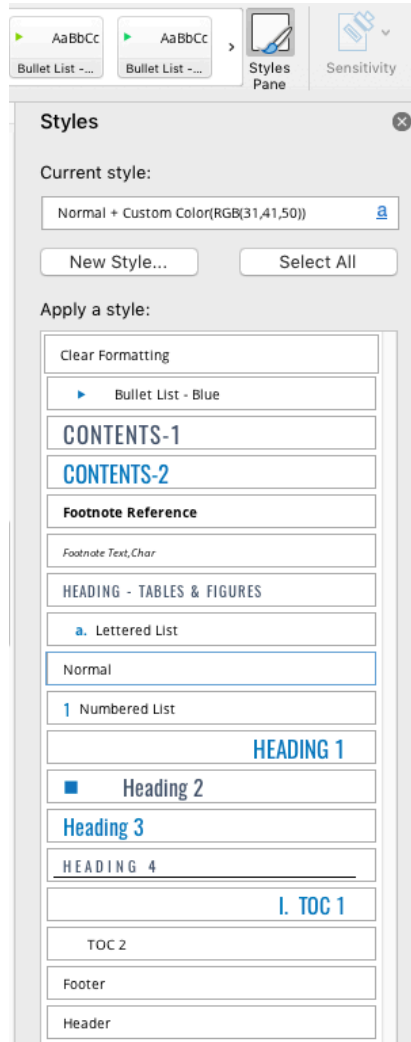 AaBbCc AaBbCc
Bullet List -... Bullet List -... Styles Pane Sensitivity
Styles
Current style:
Normal + Custom Color(RGB(31,41,50)) a
New Style... Select All
Apply a style:
Clear Formatting
Bullet List - Blue
CONTENTS-1
CONTENTS-2
Footnote Reference
Footnote Text,Char
HEADING - TABLES & FIGURES
a. Lettered List
Normal
1 Numbered List
HEADING 1
Heading 2
Heading 3
HEADING 4
I. TOC 1
TOC 2
Footer
Header